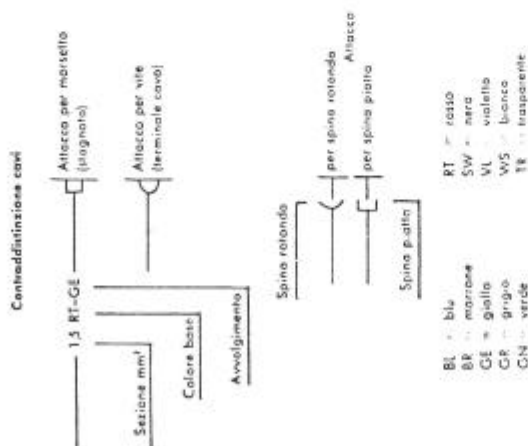 Contraddistinzione cavi
1,5 RT-GE
Sezione mm²
Colore base
Avvolgimento
Attacco per morsetto
(stagnato)
Attacco per vite
(terminale cavo)
Spina rotonda
Spina piatta
per spina rotonda
Attacco
per spina piatta
BL = blu
BR = marrone
GE = giallo
GR = grigio
GN = verde
RT = rosso
SW = nero
VL = violetto
WS = bianco
TR = trasparente